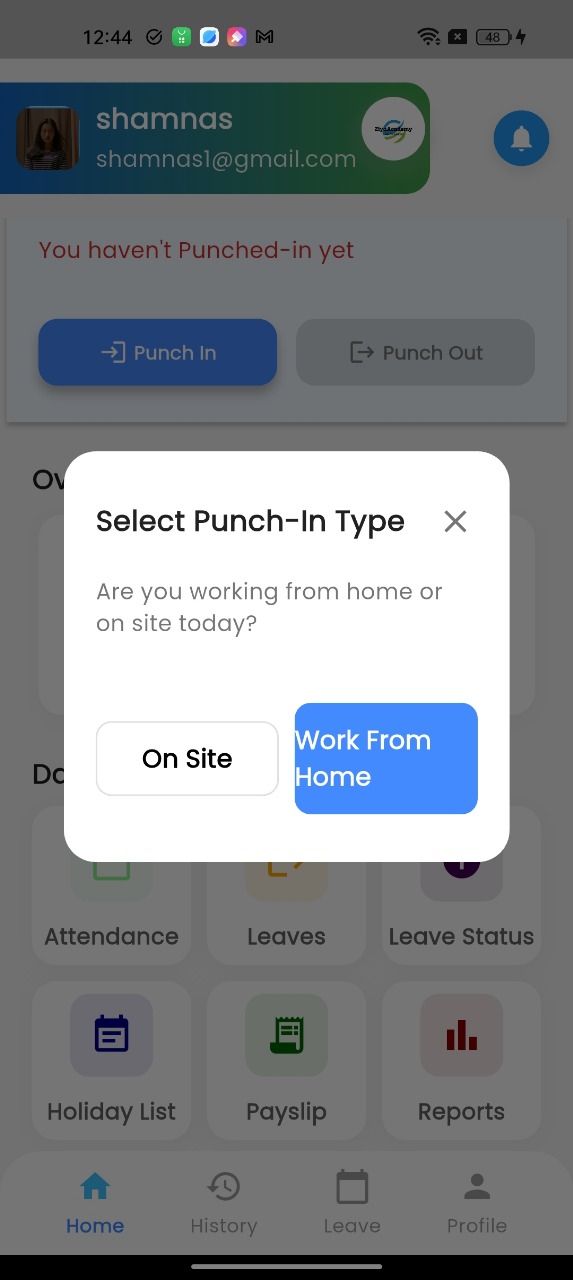 12:44
48
shamnas
shamnas1@gmail.com
You haven't Punched-in yet
Punch In
Punch Out
Ov
Select Punch-In Type
Are you working from home or
on site today?
On Site
Work From
Home
Attendance
Leaves
Leave Status
Holiday List
Payslip
Reports
Home
History
Leave
Profile